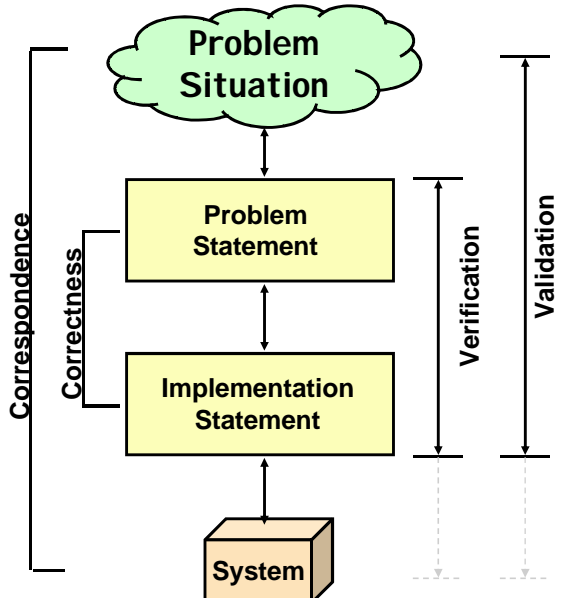 Problem
Situation
Problem
Statement
Implementation
Statement
System
Correspondence
Correctness
Verification
Validation